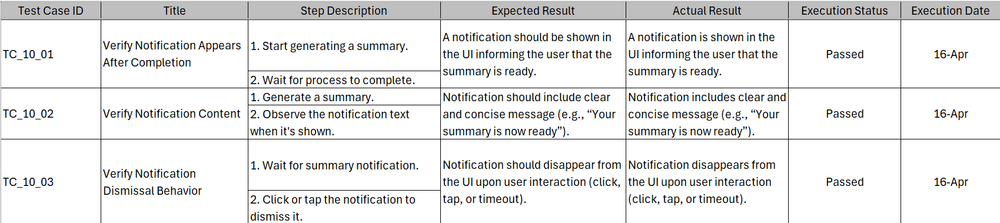 Test Case ID Title Step Description Expected Result Actual Result Execution Status Execution Date
TC_10_01
Verify Notification Appears
After Completion
1. Start generating a summary.
2. Wait for process to complete.
A notification should be shown in
the UI informing the user that the
summary is ready.
A notification is shown in the
UI informing the user that the
summary is ready.
Passed
16-Apr
TC_10_02
Verify Notification Content
1. Generate a summary.
2. Observe the notification text
when it's shown.
Notification should include clear
and concise message (e.g., “Your
summary is now ready”).
Notification includes clear and
concise message (e.g., “Your
summary is now ready”).
Passed
16-Apr
TC_10_03
Verify Notification
Dismissal Behavior
1. Wait for summary notification.
2. Click or tap the notification to
dismiss it.
Notification should disappear from
the UI upon user interaction (click,
tap, or timeout).
Notification disappears from
the UI upon user interaction
(click, tap, or timeout).
Passed
16-Apr